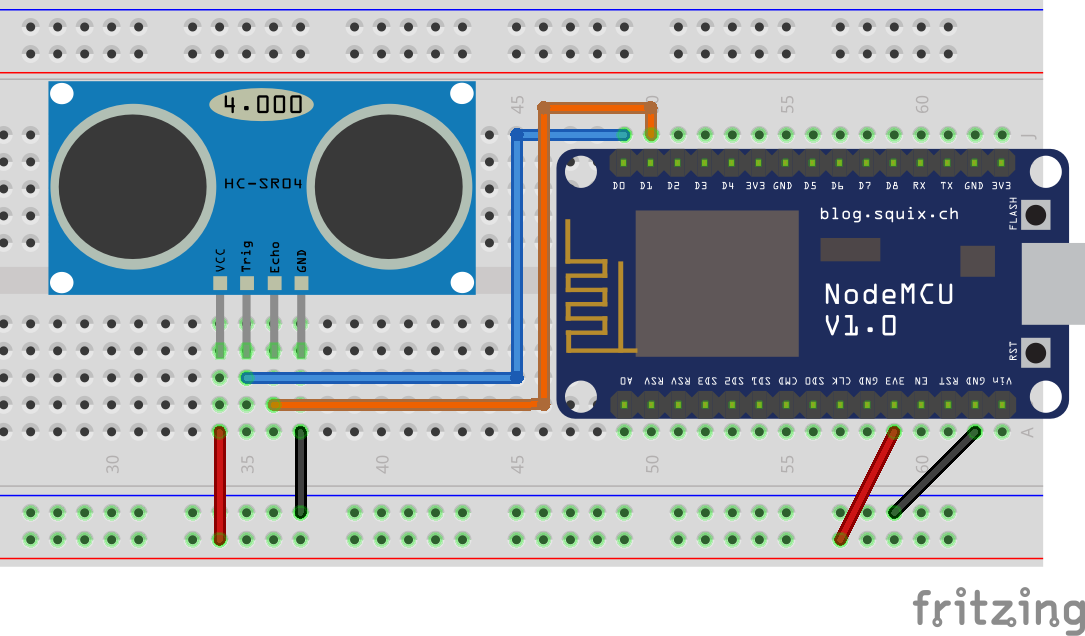 4.000
45
50
55
60
J
HC-SR04
VCC Trig Echo GND
D0 D1 D2 D3 D4 3V3 GND D5 D6 D7 D8 RX TX GND 3V3
blog.squix.ch
FLASH
NodeMCU
V1.0
RST
A0 RSV RSV SD3 SD2 SD1 CMD SD0 CLK GND 3V3 EN RST GND Vin
A
30
35
40
45
50
55
60
fritzing